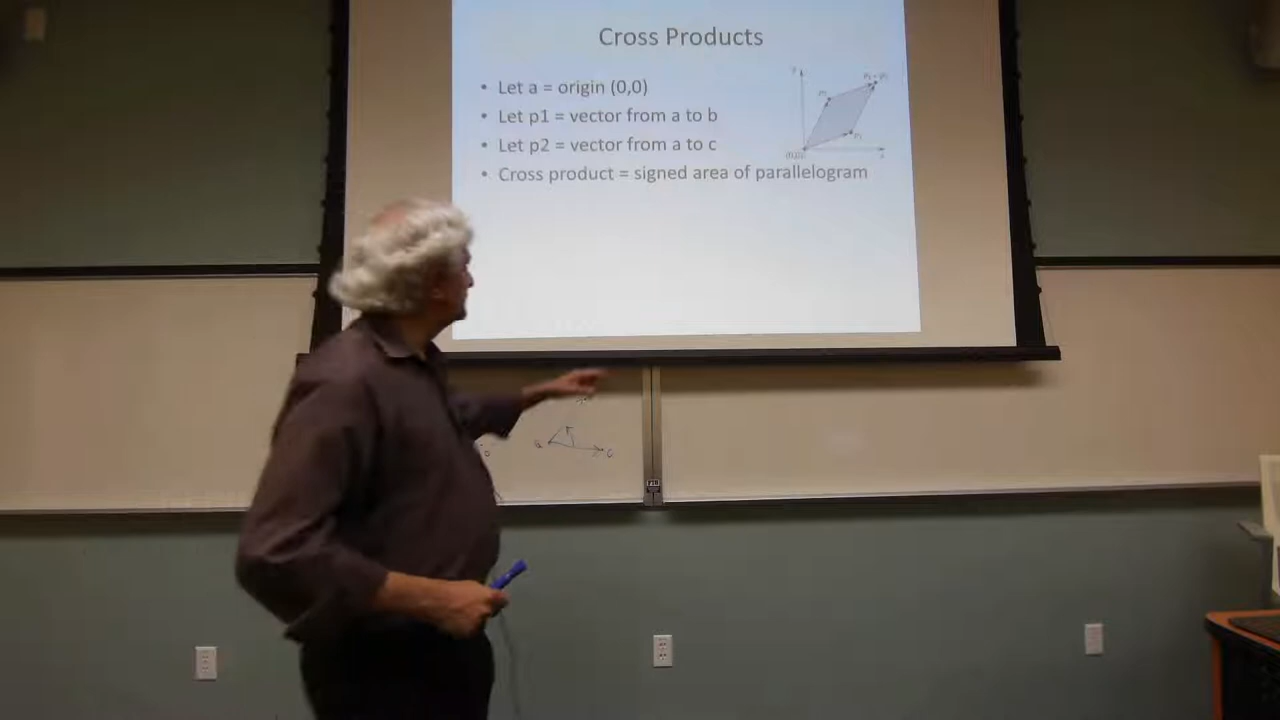 Cross Products
• Let a = origin (0,0)
• Let p1 = vector from a to b
• Let p2 = vector from a to c
• Cross product = signed area of parallelogram